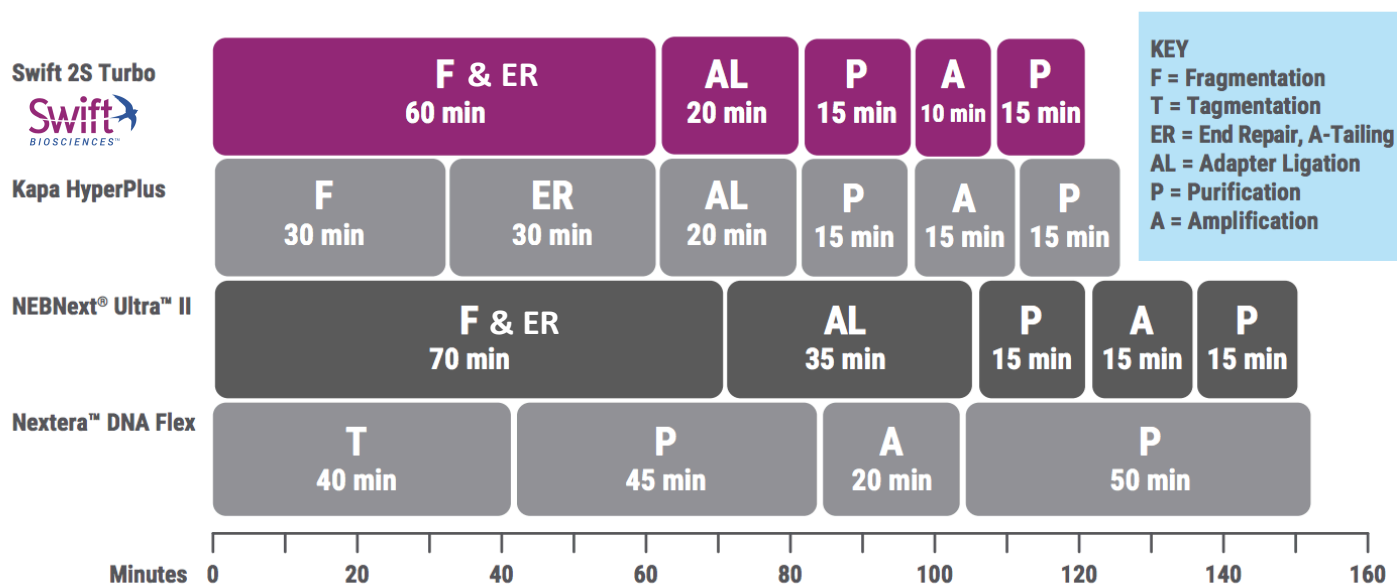 Swift 2S Turbo
Swift
BIOSCIENCES™
F & ER
60 min
AL
20 min
P
15 min
A
10 min
P
15 min
Kapa HyperPlus
F
30 min
ER
30 min
AL
20 min
P
15 min
A
15 min
P
15 min
NEBNext® Ultra™ II
F & ER
70 min
AL
35 min
P
15 min
A
15 min
P
15 min
Nextera™ DNA Flex
T
40 min
P
45 min
A
20 min
P
50 min
Minutes 0 20 40 60 80 100 120 140 160
KEY
F = Fragmentation
T = Tagmentation
ER = End Repair, A-Tailing
AL = Adapter Ligation
P = Purification
A = Amplification